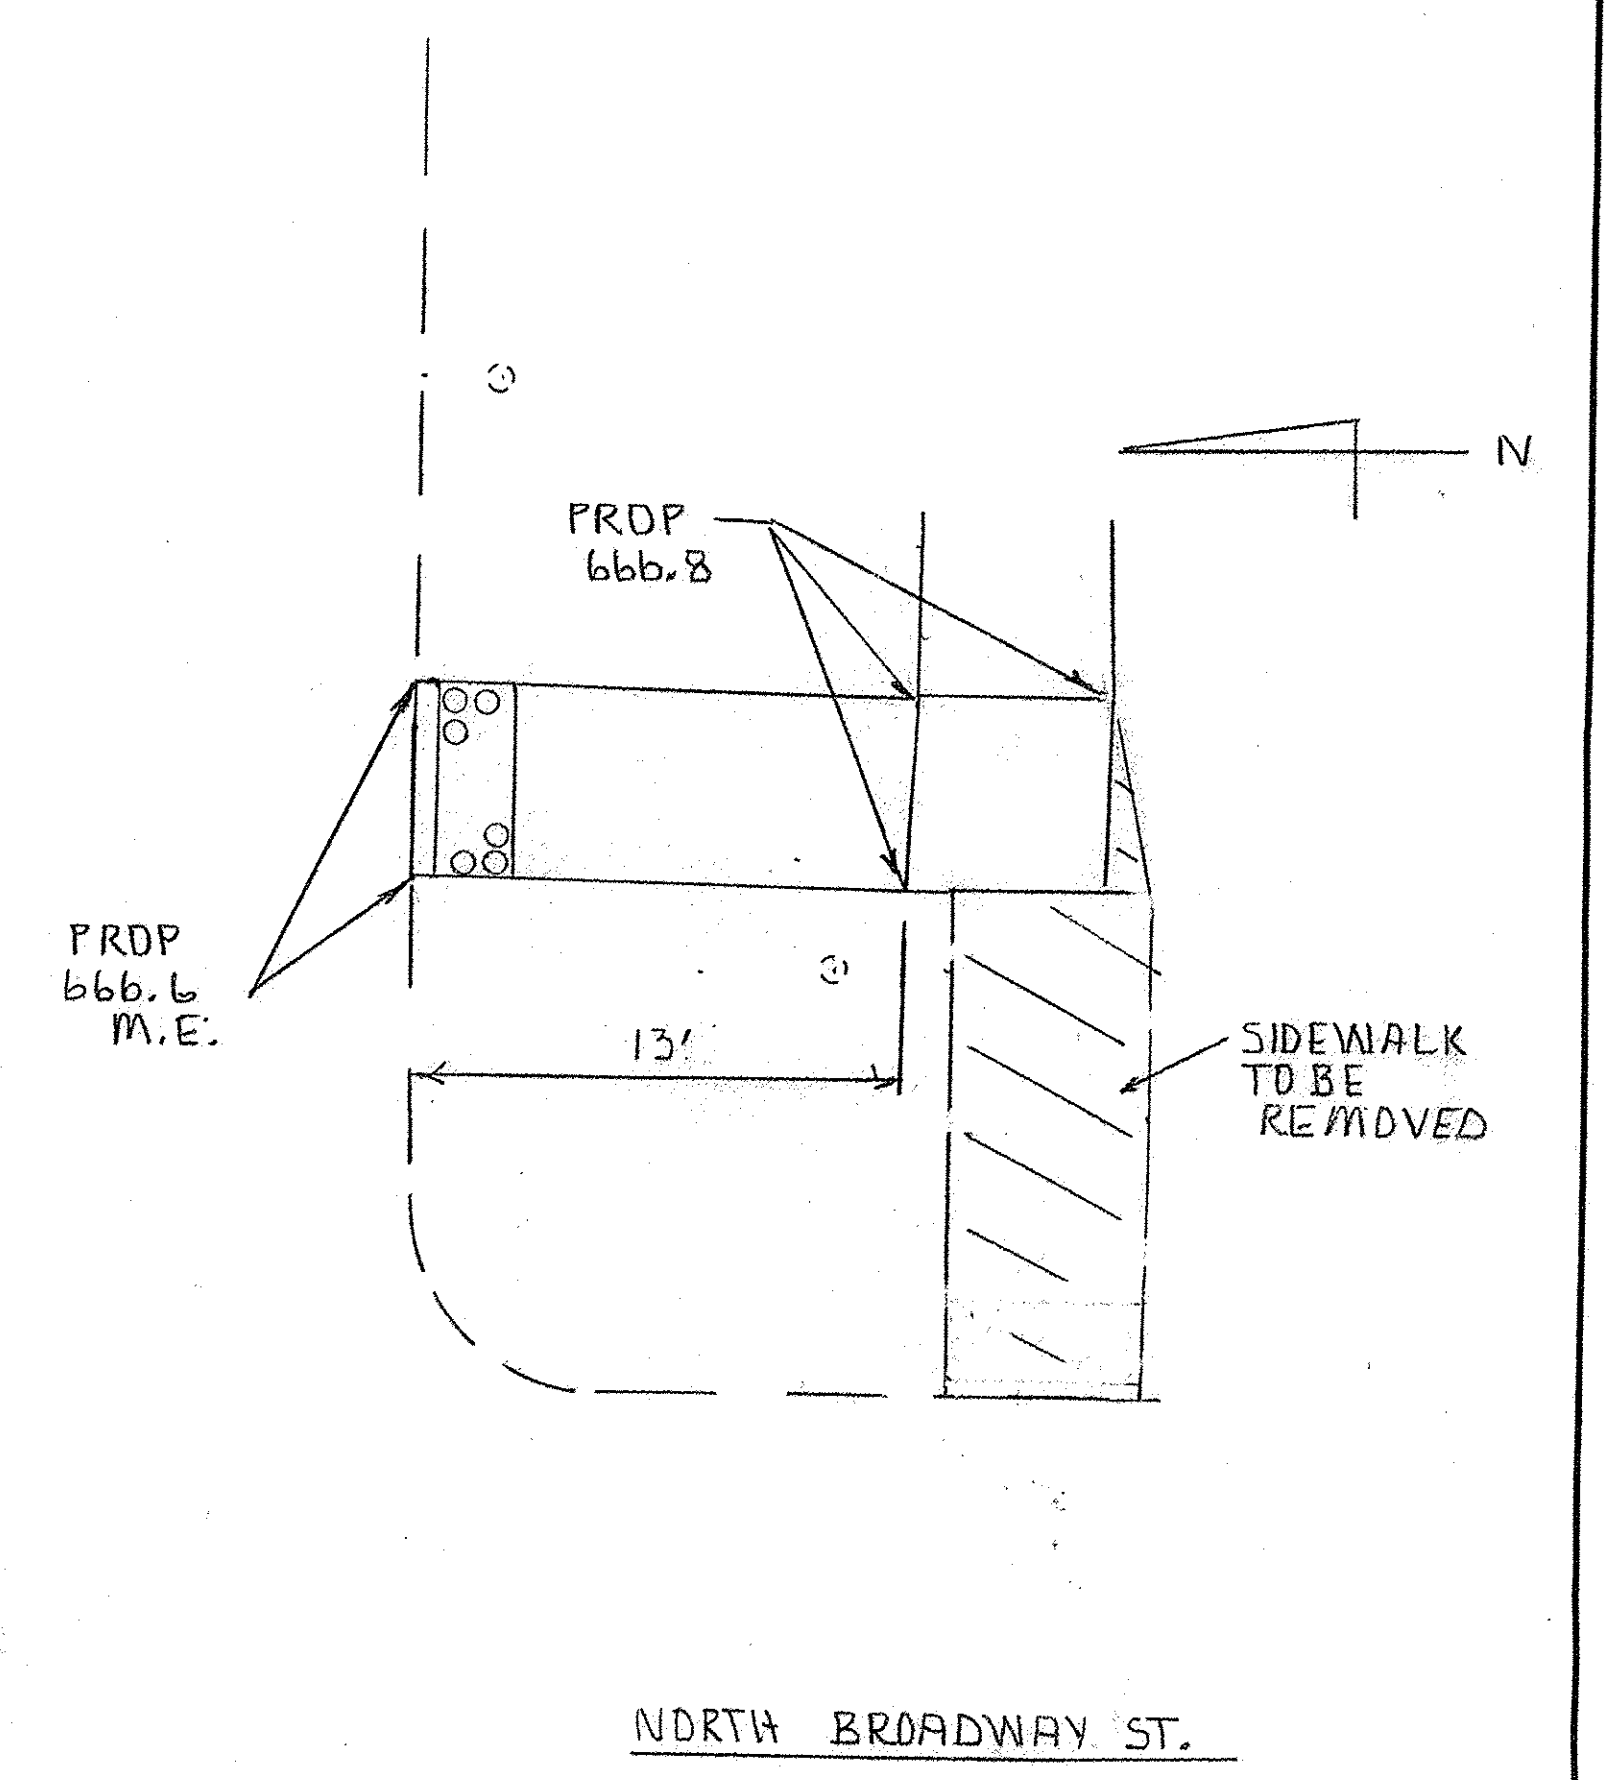 N
PROP
666.8
PROP
666.6
M.E.
13'
SIDEWALK
TO BE
REMOVED
NORTH BROADWAY ST.